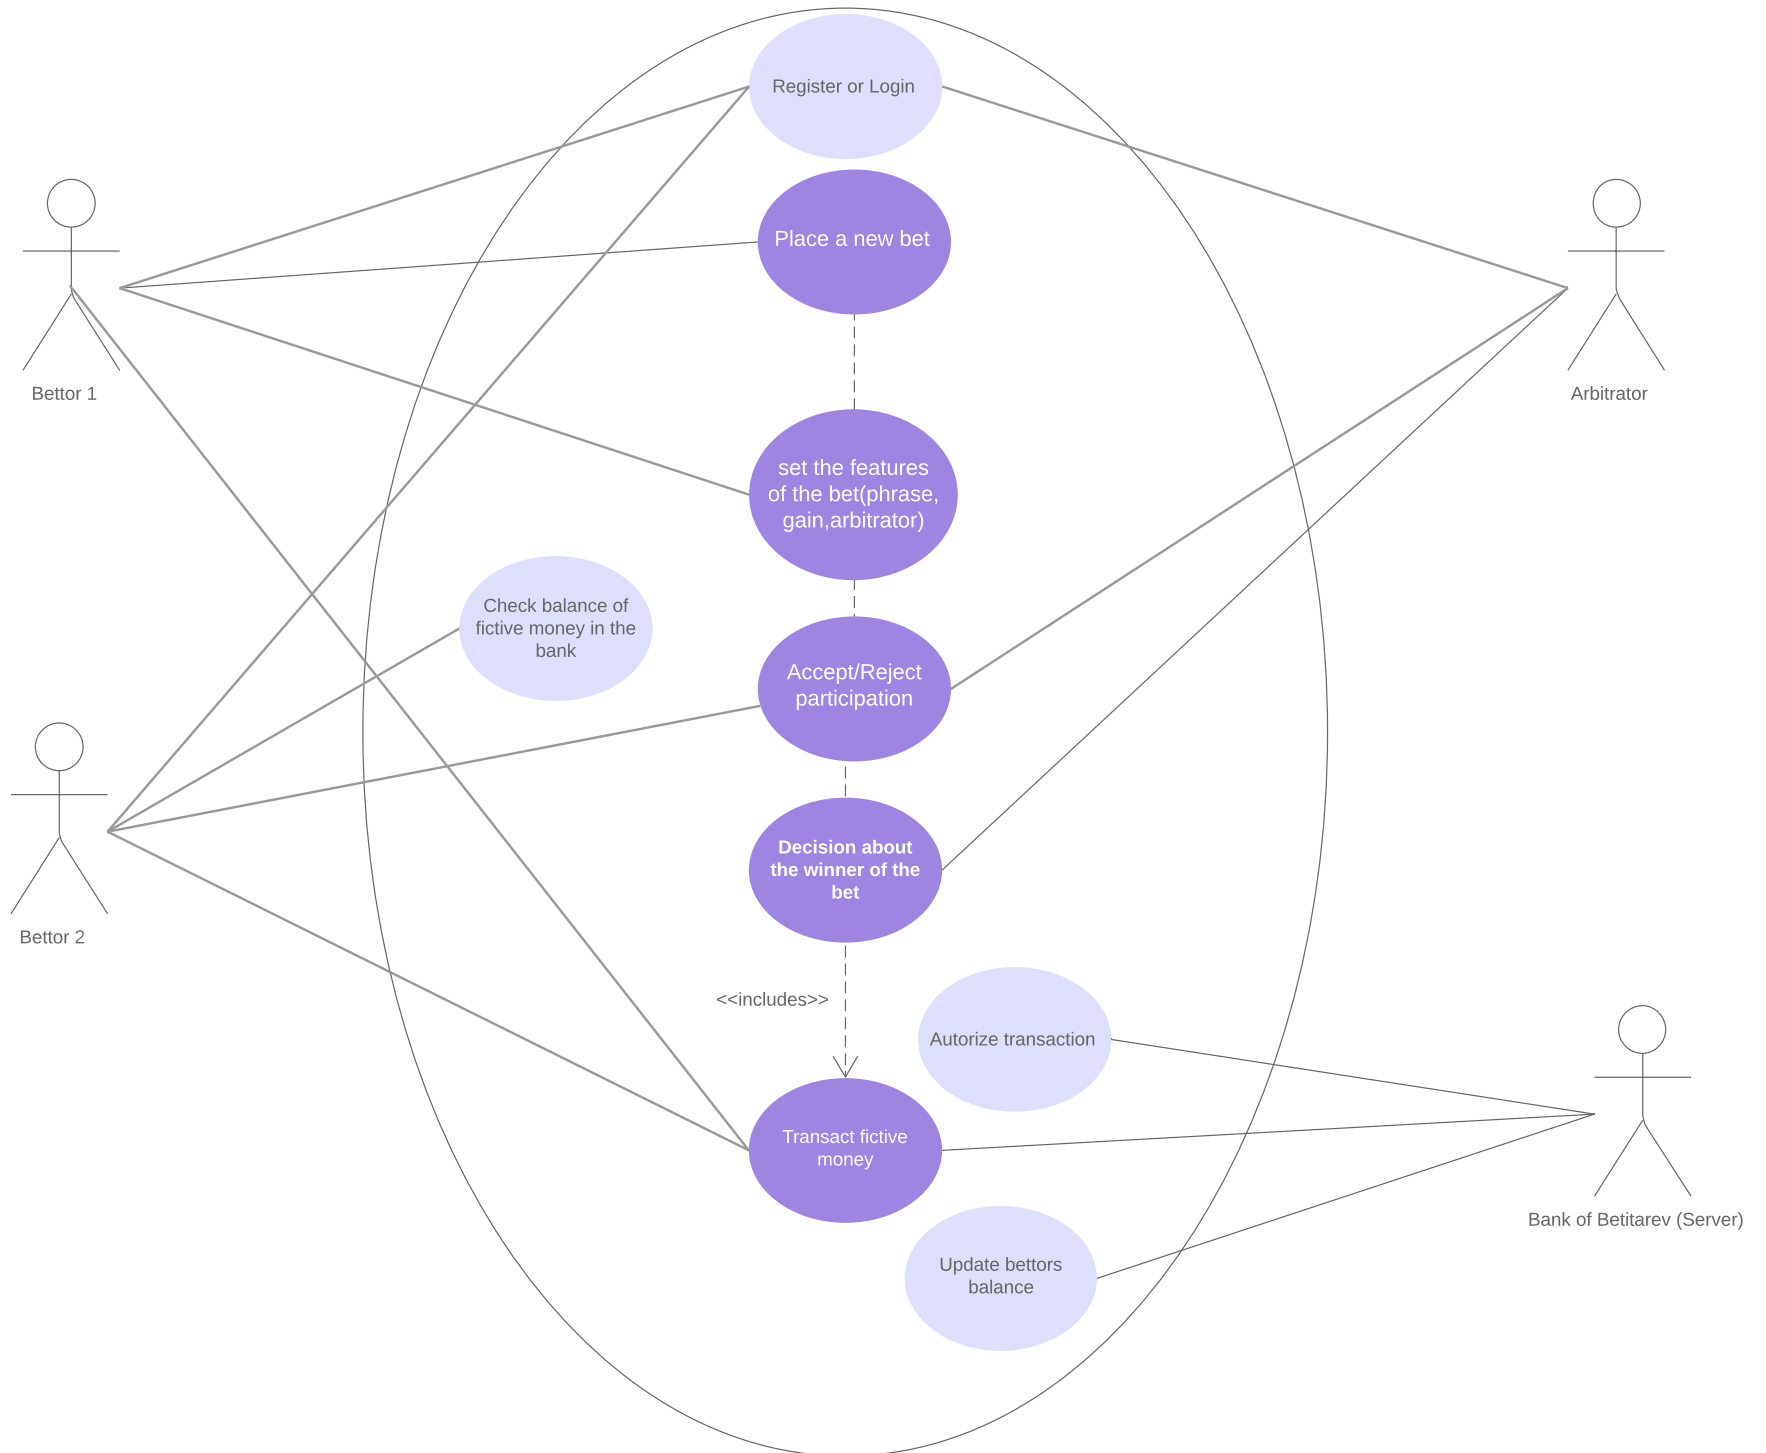 Register or Login
Place a new bet
Bettor 1
Arbitrator
set the features
of the bet(phrase,
gain,arbitrator)
Check balance of
fictive money in the
bank
Accept/Reject
participation
Decision about
the winner of the
bet
Bettor 2
<<includes>>
Autorize transaction
Transact fictive
money
Bank of Betitarev (Server)
Update bettors
balance